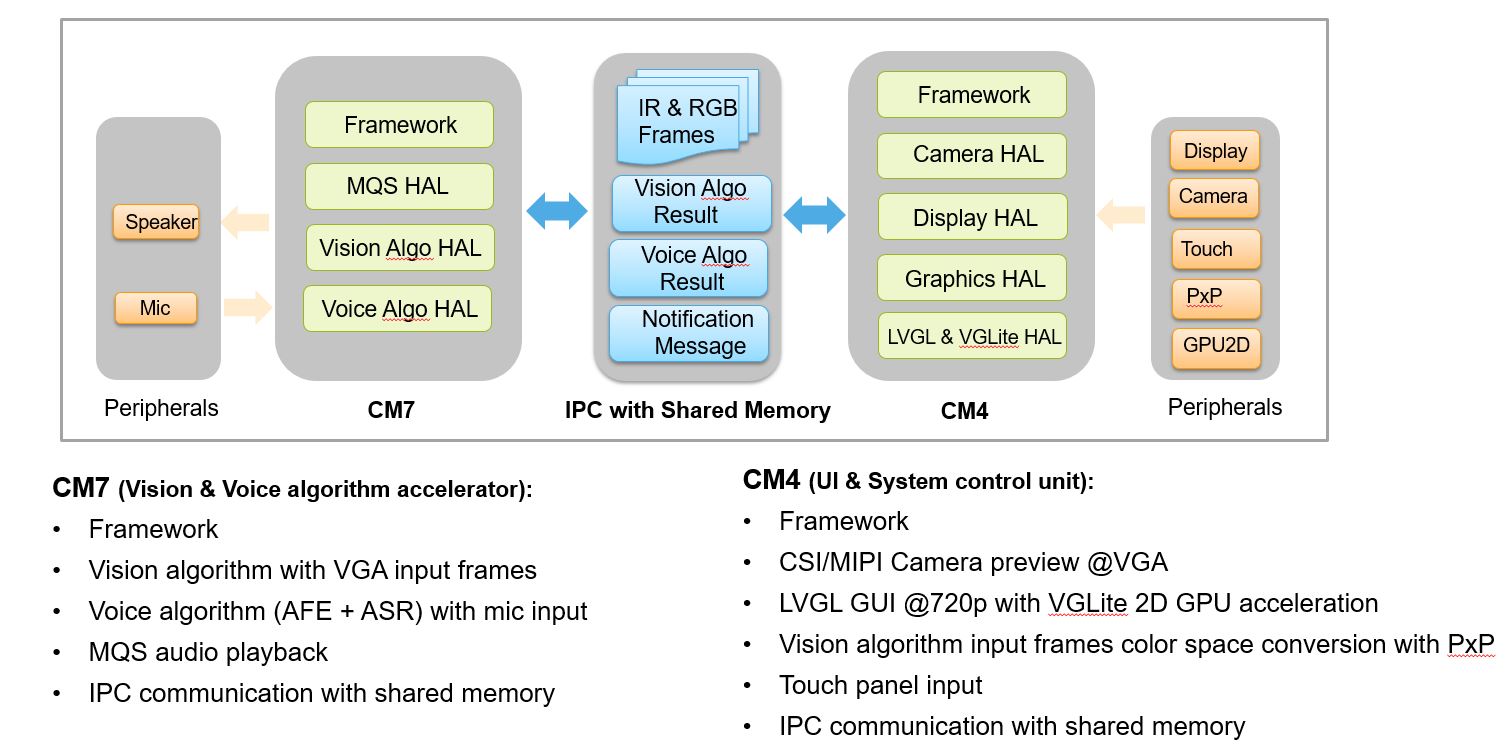 Speaker
Mic
Peripherals
Framework
MQS HAL
Vision Algo HAL
Voice Algo HAL
CM7
IR & RGB
Frames
Vision Algo
Result
Voice Algo
Result
Notification
Message
IPC with Shared Memory
Framework
Camera HAL
Display HAL
Graphics HAL
LVGL & VGLite HAL
CM4
Display
Camera
Touch
PxP
GPU2D
Peripherals
CM7 (Vision & Voice algorithm accelerator):
• Framework
• Vision algorithm with VGA input frames
• Voice algorithm (AFE + ASR) with mic input
• MQS audio playback
• IPC communication with shared memory
CM4 (UI & System control unit):
• Framework
• CSI/MIPI Camera preview @VGA
• LVGL GUI @720p with VGLite 2D GPU acceleration
• Vision algorithm input frames color space conversion with PxP
• Touch panel input
• IPC communication with shared memory